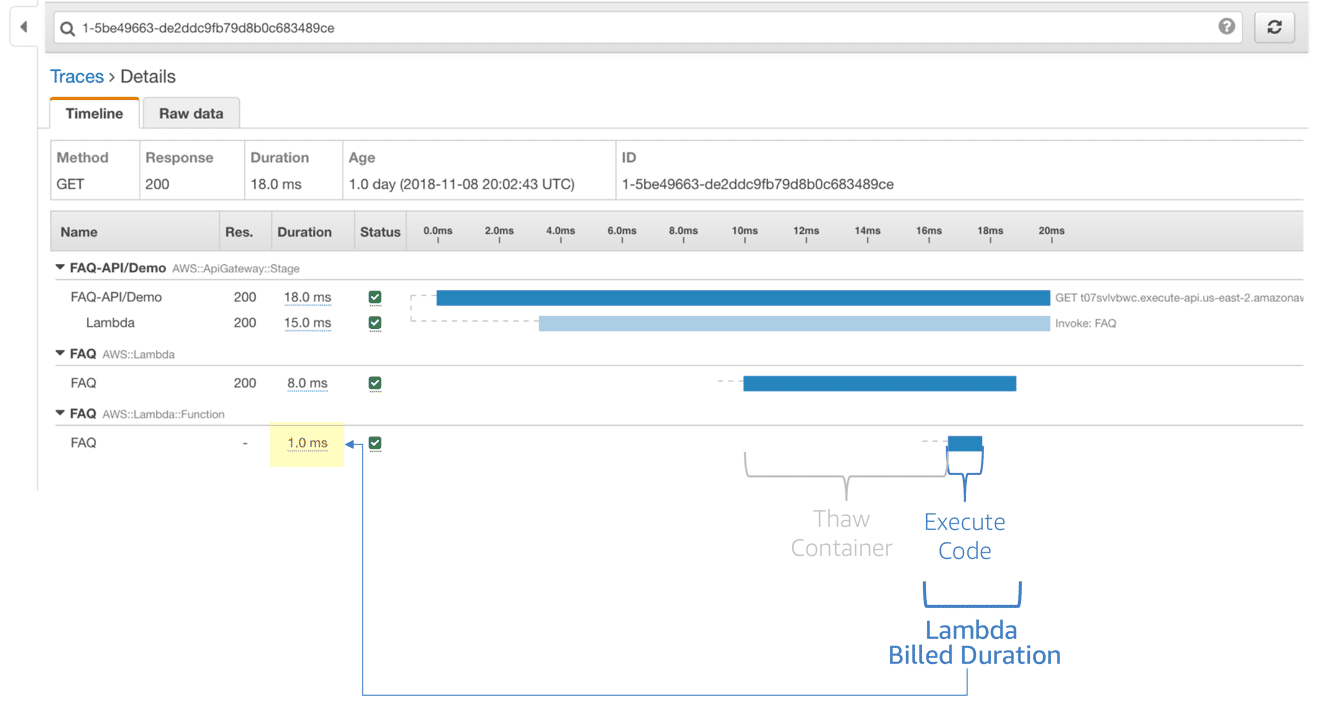 1-5be49663-de2ddc9fb79d8b0c683489ce
Traces > Details
Timeline Raw data
Method Response Duration Age ID
GET 200 18.0 ms 1.0 day (2018-11-08 20:02:43 UTC) 1-5be49663-de2ddc9fb79d8b0c683489ce
Name Res. Duration Status 0.0ms 2.0ms 4.0ms 6.0ms 8.0ms 10ms 12ms 14ms 16ms 18ms 20ms
FAQ-API/Demo AWS::ApiGateway::Stage
FAQ-API/Demo 200 18.0 ms GET t07svlvbwc.execute-api.us-east-2.amazonav
Lambda 200 15.0 ms Invoke: FAQ
FAQ AWS::Lambda
FAQ 200 8.0 ms
FAQ AWS::Lambda::Function
FAQ - 1.0 ms
Thaw
Container
Execute
Code
Lambda
Billed Duration